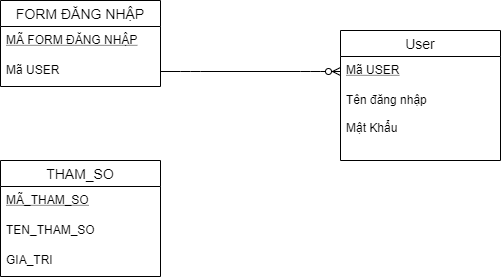 FORM ĐĂNG NHẬP
MÃ FORM ĐĂNG NHẬP
Mã USER
User
Mã USER
Tên đăng nhập
Mật Khẩu
THAM_SO
MÃ_THAM_SO
TEN_THAM_SO
GIA_TRI